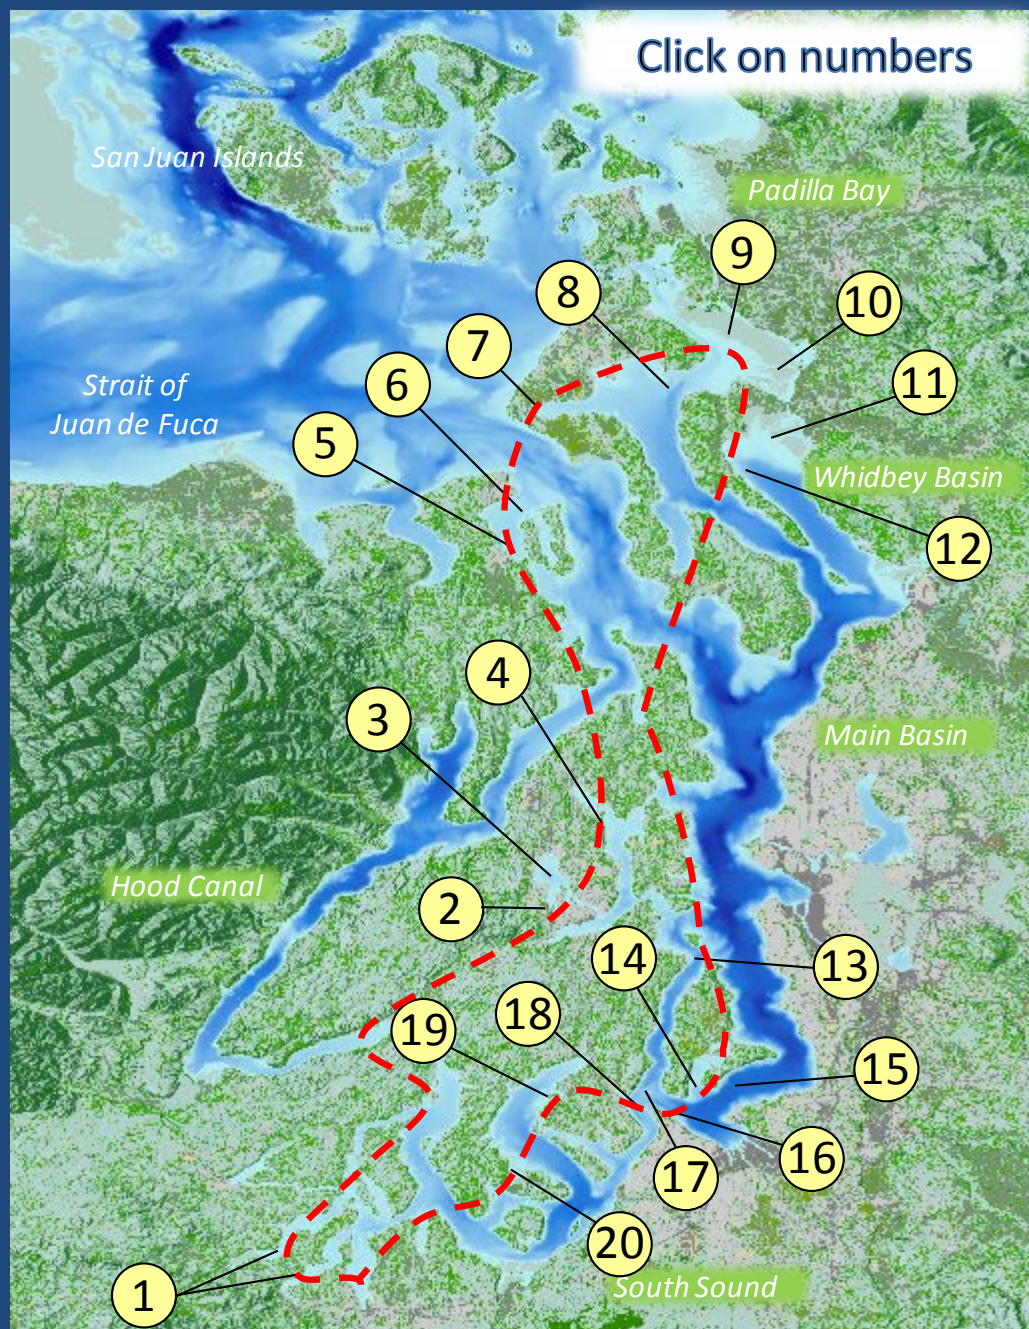 Click on numbers
San Juan Islands
Padilla Bay
9
8
10
7
6
11
Strait of
Juan de Fuca
5
Whidbey Basin
12
4
3
Main Basin
Hood Canal
2
14
13
18
19
15
16
17
20
South Sound
1